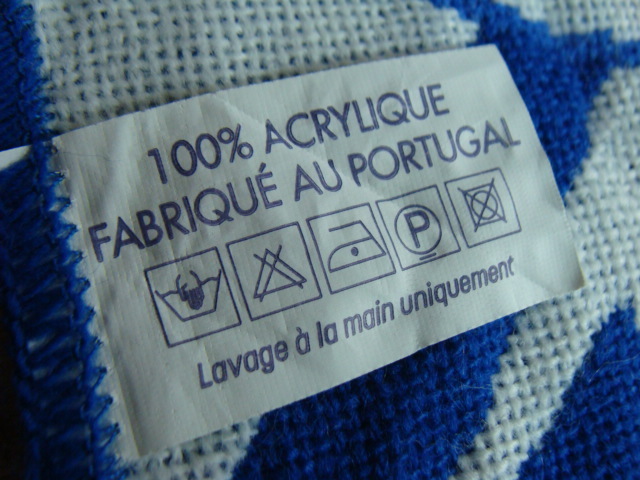 100% ACRYLIQUE
FABRIQUÉ AU PORTUGAL
P
Lavage à la main uniquement